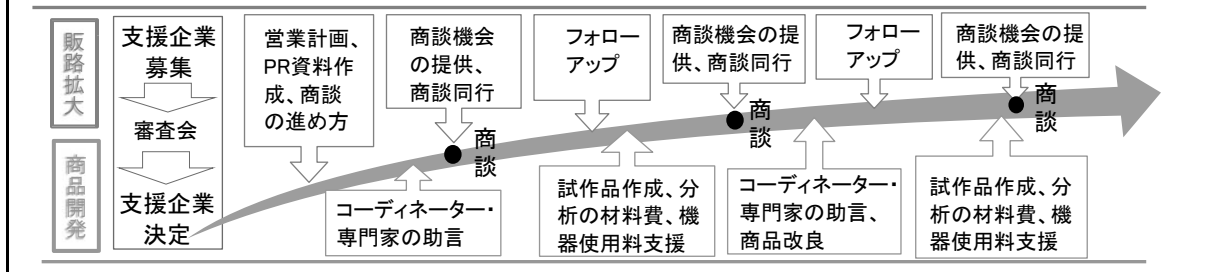 販路拡大
商品開発
支援企業
募集
審査会
支援企業
決定
営業計画、
PR資料作
成、商談
の進め方
商談機会
の提供、
商談同行
フォロー
アップ
商談機会の提
供、商談同行
フォロー
アップ
商談機会の提
供、商談同行
商談
商談
商談
コーディネーター・
専門家の助言
試作品作成、分
析の材料費、機
器使用料支援
コーディネーター・
専門家の助言、
商品改良
試作品作成、分
析の材料費、機
器使用料支援